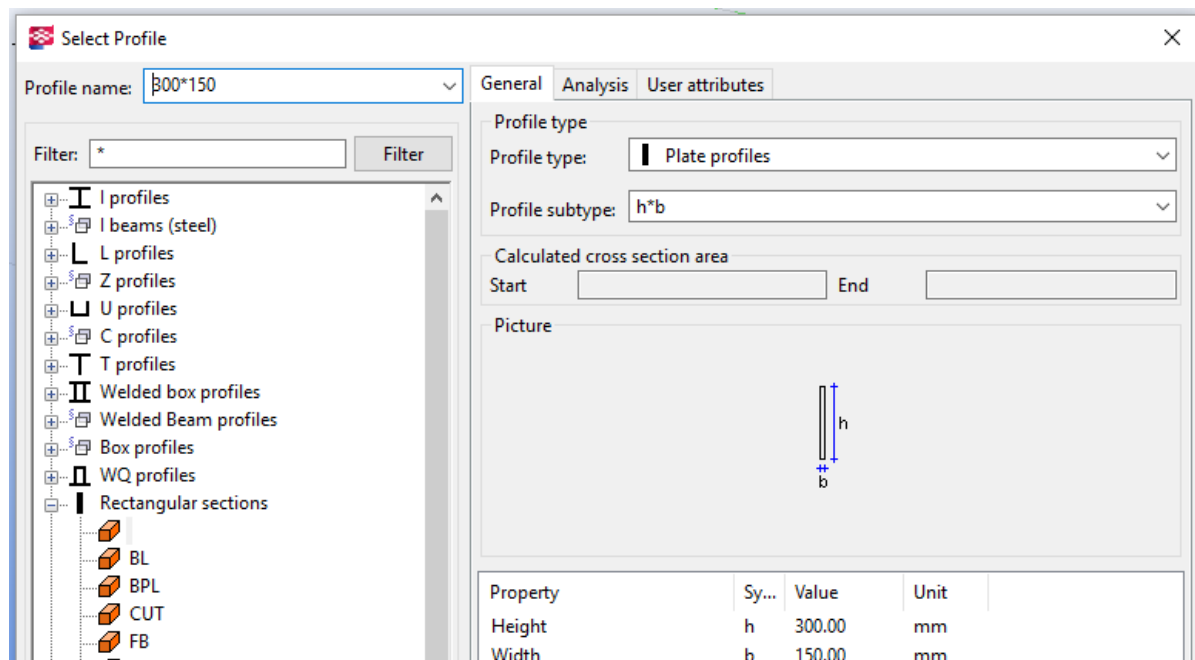 Select Profile
Profile name: 300*150
General Analysis User attributes
Filter: * Filter
I profiles
I beams (steel)
L profiles
Z profiles
U profiles
C profiles
T profiles
Welded box profiles
Welded Beam profiles
Box profiles
WQ profiles
Rectangular sections
BL
BPL
CUT
FB
Profile type
Profile type: Plate profiles
Profile subtype: h*b
Calculated cross section area
Start End
Picture
h
b
Property Sy... Value Unit
Height h 300.00 mm
Width b 150.00 mm